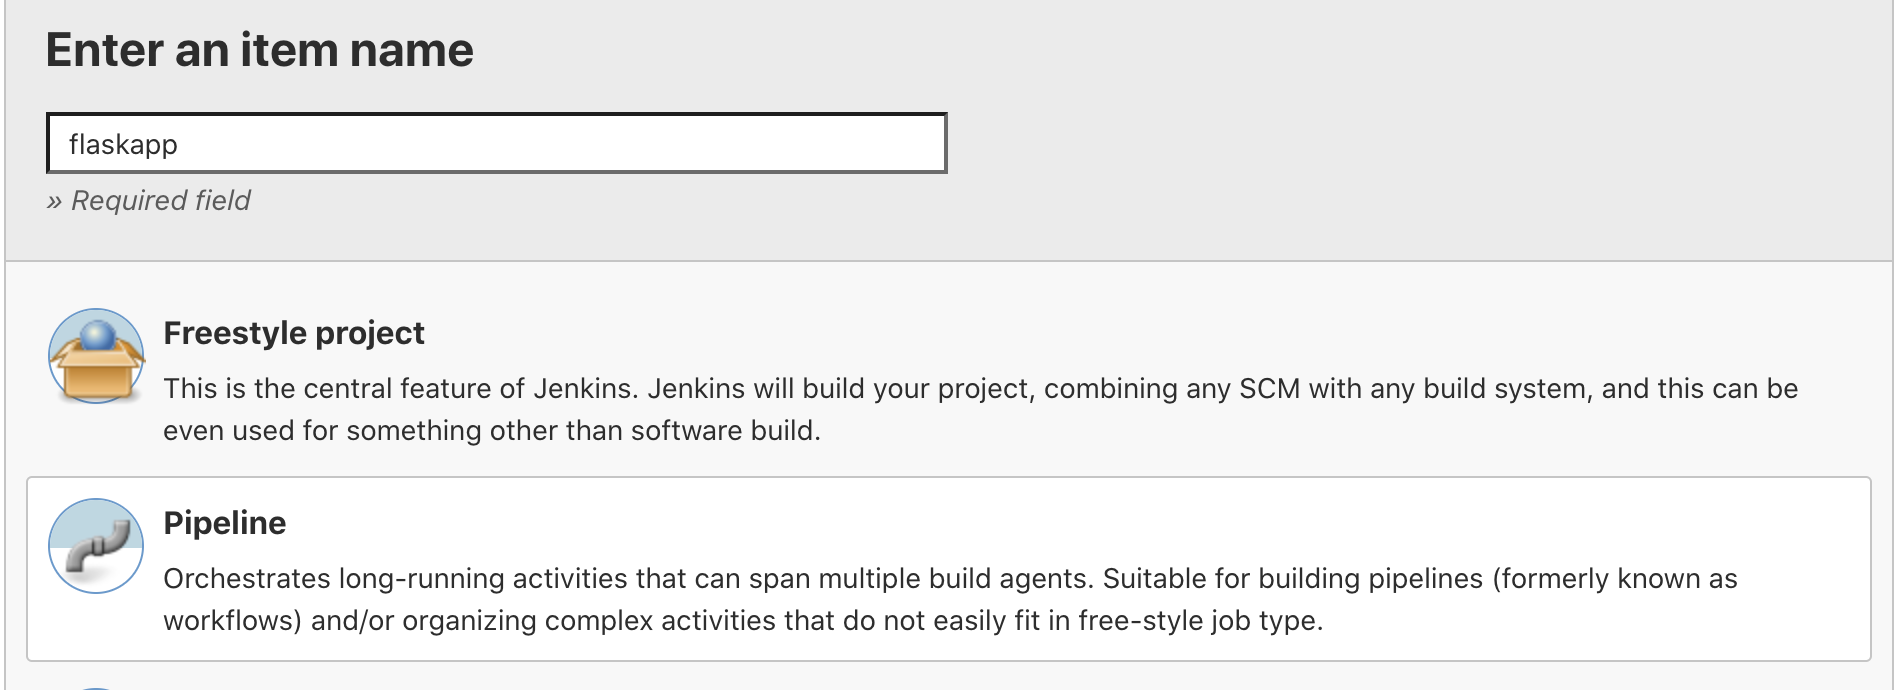 Enter an item name
flaskapp
» Required field
Freestyle project
This is the central feature of Jenkins. Jenkins will build your project, combining any SCM with any build system, and this can be
even used for something other than software build.
Pipeline
Orchestrates long-running activities that can span multiple build agents. Suitable for building pipelines (formerly known as
workflows) and/or organizing complex activities that do not easily fit in free-style job type.